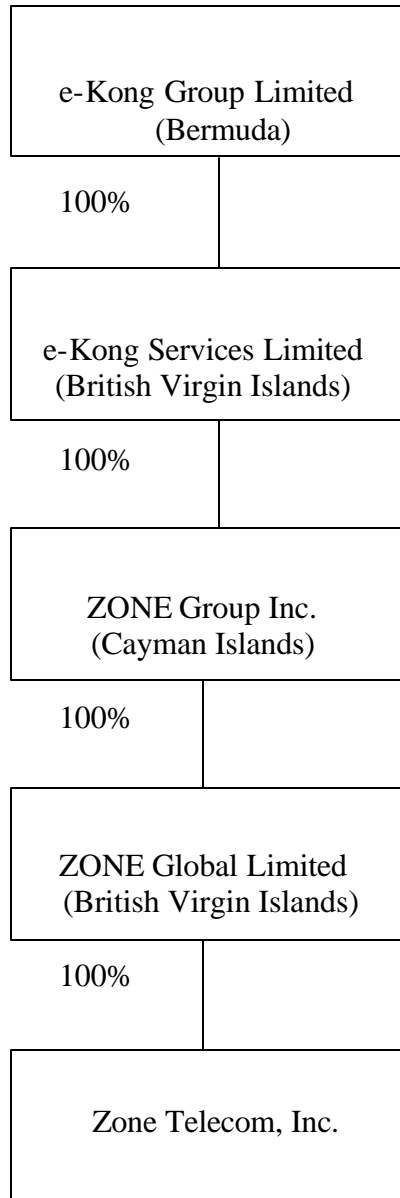 e-Kong Group Limited
(Bermuda)
100%
e-Kong Services Limited
(British Virgin Islands)
100%
ZONE Group Inc.
(Cayman Islands)
100%
ZONE Global Limited
(British Virgin Islands)
100%
Zone Telecom, Inc.